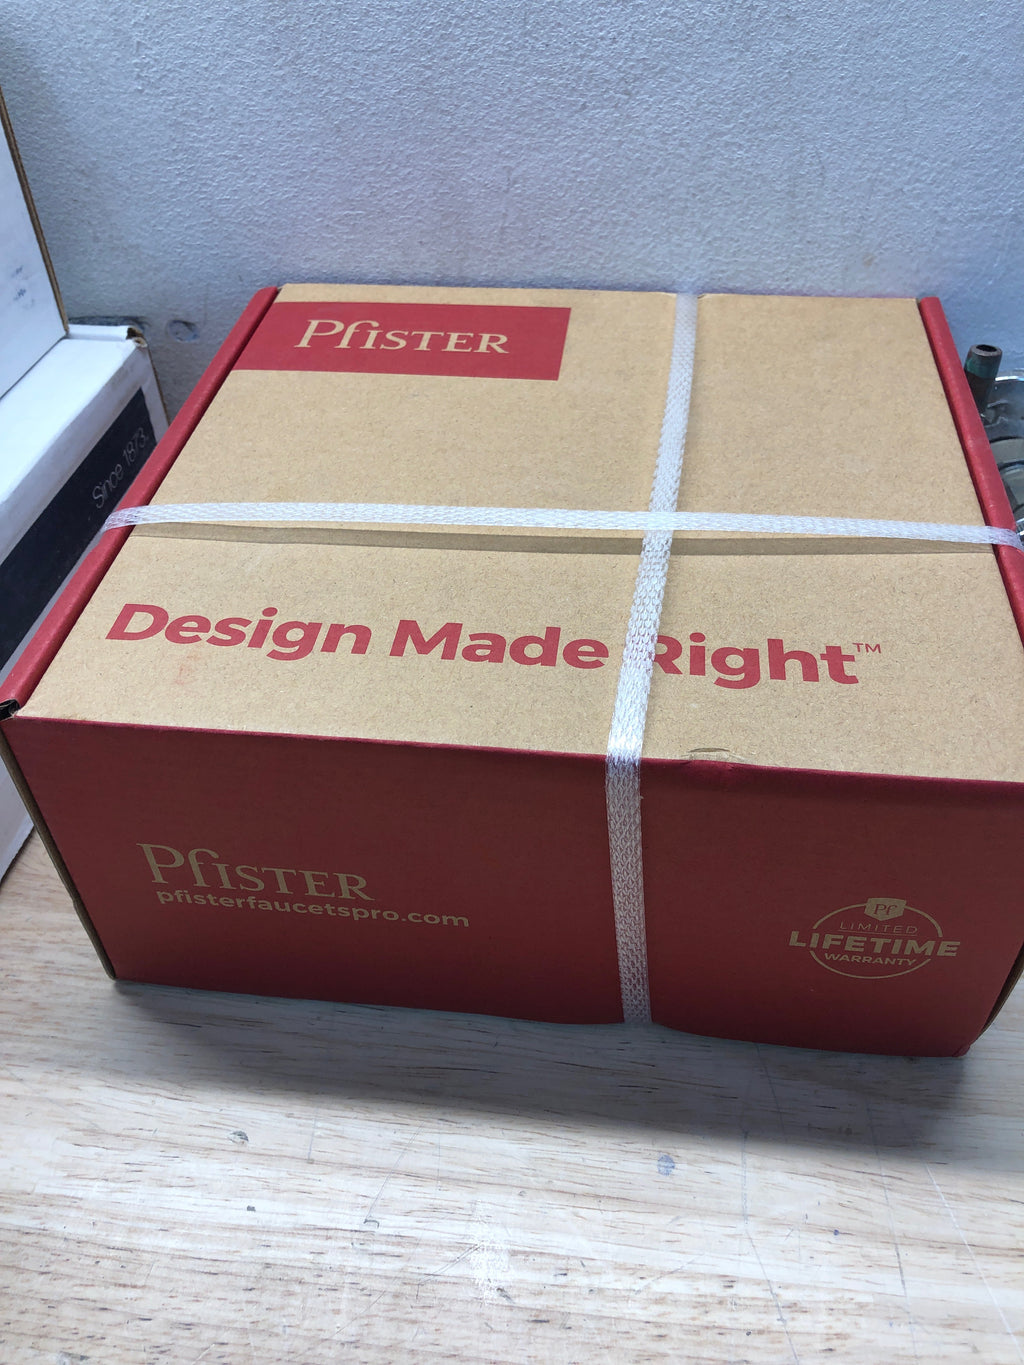 Pfister
Since 1873.
Design Made Right™
Pfister
pfisterfaucetspro.com
Pf
LIMITED
LIFETIME
WARRANTY